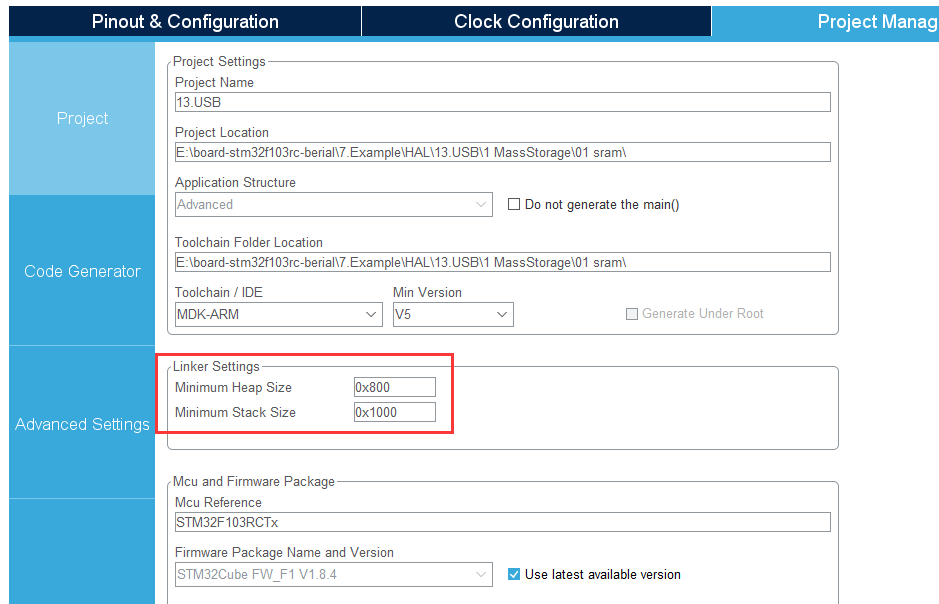 Pinout & Configuration
Clock Configuration
Project Manag
Project
Code Generator
Advanced Settings
Project Settings
Project Name
13.USB
Project Location
E:\board-stm32f103rc-berial\7.Example\HAL\13.USB\1 MassStorage\01 sram\
Application Structure
Advanced
Do not generate the main()
Toolchain Folder Location
E:\board-stm32f103rc-berial\7.Example\HAL\13.USB\1 MassStorage\01 sram\
Toolchain / IDE
Min Version
MDK-ARM
V5
Generate Under Root
Linker Settings
Minimum Heap Size
0x800
Minimum Stack Size
0x1000
Mcu and Firmware Package
Mcu Reference
STM32F103RCTx
Firmware Package Name and Version
STM32Cube FW_F1 V1.8.4
Use latest available version